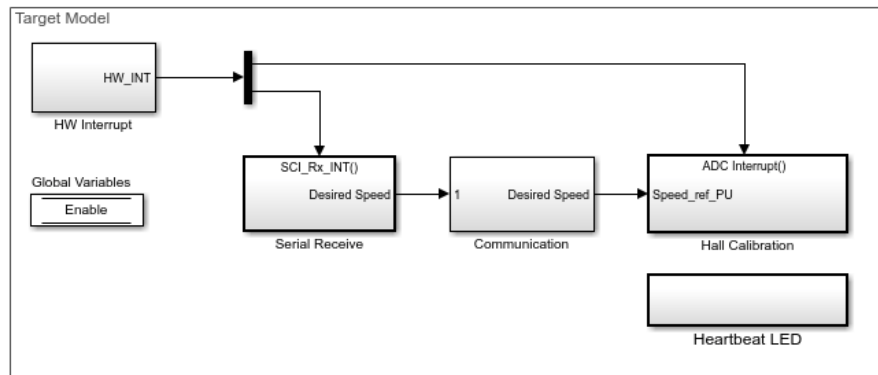 Target Model
HW_INT
HW Interrupt
Global Variables
Enable
SCI_Rx_INT()
Desired Speed
Serial Receive
1
Desired Speed
Communication
ADC Interrupt()
Speed_ref_PU
Hall Calibration
Heartbeat LED